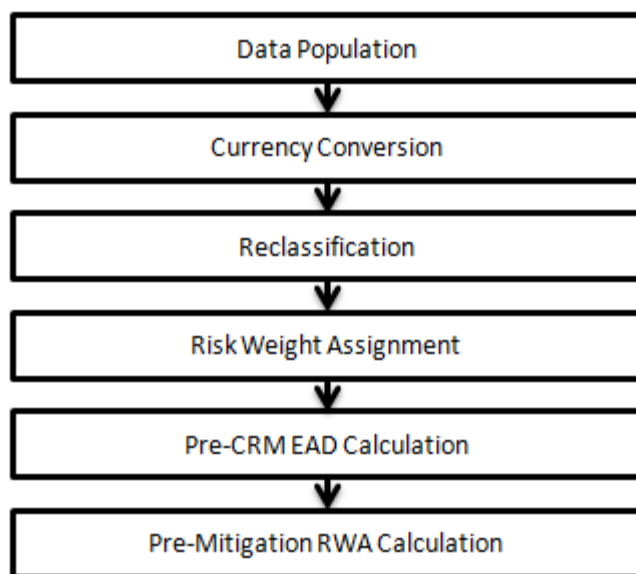 Data Population
Currency Conversion
Reclassification
Risk Weight Assignment
Pre-CRM EAD Calculation
Pre-Mitigation RWA Calculation